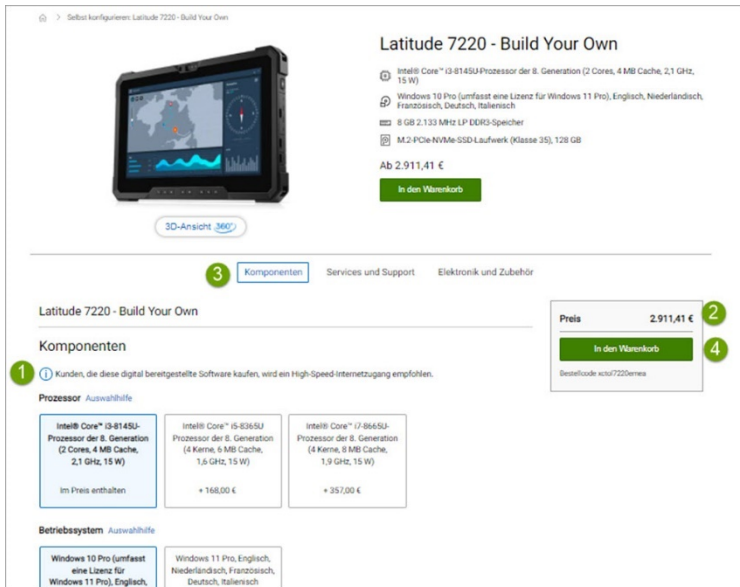 Selbst konfigurieren: Latitude 7220 - Build Your Own
Latitude 7220 - Build Your Own
Intel® Core™ i3-8145U-Prozessor der 8. Generation (2 Cores, 4 MB Cache, 2,1 GHz,
15 W)
Windows 10 Pro (umfasst eine Lizenz für Windows 11 Pro), Englisch, Niederländisch,
Französisch, Deutsch, Italienisch
8 GB 2.133 MHz LP DDR3-Speicher
M.2-PCIe-NVMe-SSD-Laufwerk (Klasse 35), 128 GB
Ab 2.911,41 €
In den Warenkorb
3D-Ansicht 360°
3
Komponenten
Services und Support
Elektronik und Zubehör
Latitude 7220 - Build Your Own
Preis 2.911,41 €
2
In den Warenkorb
4
Bestellcode xctol7220emea
Komponenten
1
Kunden, die diese digital bereitgestellte Software kaufen, wird ein High-Speed-Internetzugang empfohlen.
Prozessor Auswahlhilfe
Intel® Core™ i3-8145U-
Prozessor der 8. Generation
(2 Cores, 4 MB Cache,
2,1 GHz, 15 W)
Im Preis enthalten
Intel® Core™ i5-8365U
Prozessor der 8. Generation
(4 Kerne, 6 MB Cache,
1,6 GHz, 15 W)
+ 168,00 €
Intel® Core™ i7-8665U-
Prozessor der 8. Generation
(4 Kerne, 8 MB Cache,
1,9 GHz, 15 W)
+ 357,00 €
Betriebssystem Auswahlhilfe
Windows 10 Pro (umfasst
eine Lizenz für
Windows 11 Pro), Englisch,
Windows 11 Pro, Englisch,
Niederländisch, Französisch,
Deutsch, Italienisch